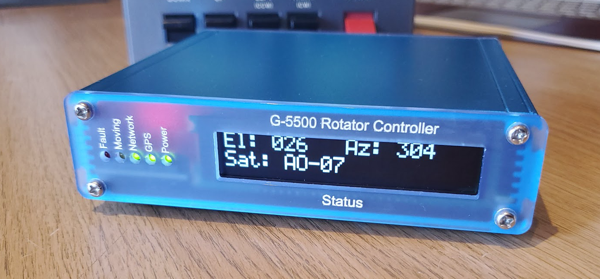 G-5500 Rotator Controller
El: 026 Az: 304
Sat: AO-07
Status
Fault
Moving
Network
GPS
Power